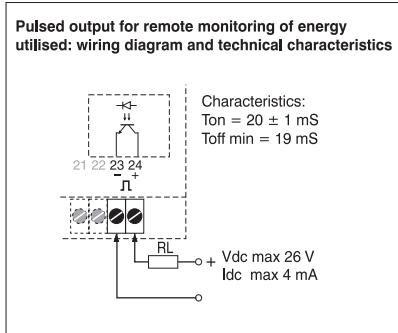 Pulsed output for remote monitoring of energy
utilised: wiring diagram and technical characteristics
Characteristics:
Ton = 20 ± 1 mS
Toff min = 19 mS
21 22 23 24
− +
RL
+ Vdc max 26 V
Idc max 4 mA